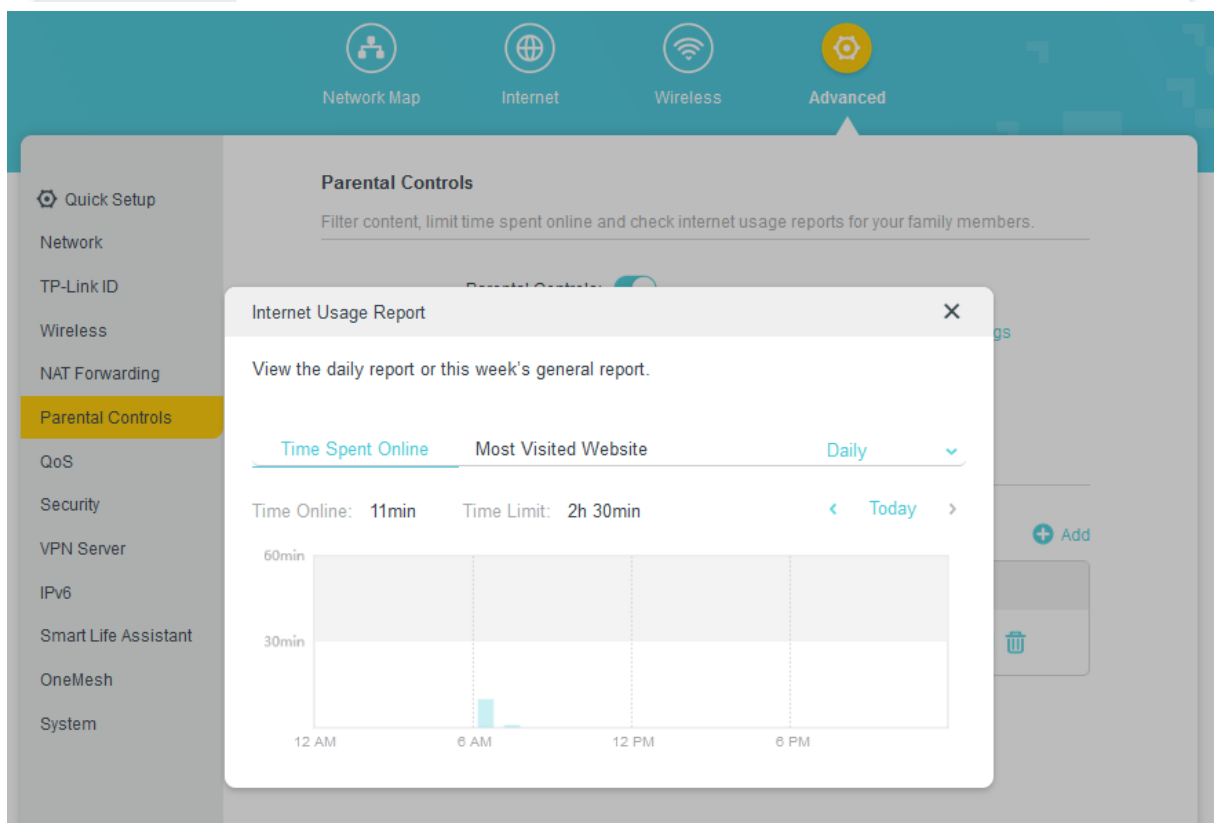 Network Map Internet Wireless Advanced
Quick Setup
Network
TP-Link ID
Wireless
NAT Forwarding
Parental Controls
QoS
Security
VPN Server
IPv6
Smart Life Assistant
OneMesh
System
Parental Controls
Filter content, limit time spent online and check internet usage reports for your family members.
Parental Controls:
Internet Usage Report
View the daily report or this week's general report.
Time Spent Online Most Visited Website Daily
Time Online: 11min Time Limit: 2h 30min Today
60min
30min
12 AM 6 AM 12 PM 6 PM
Add